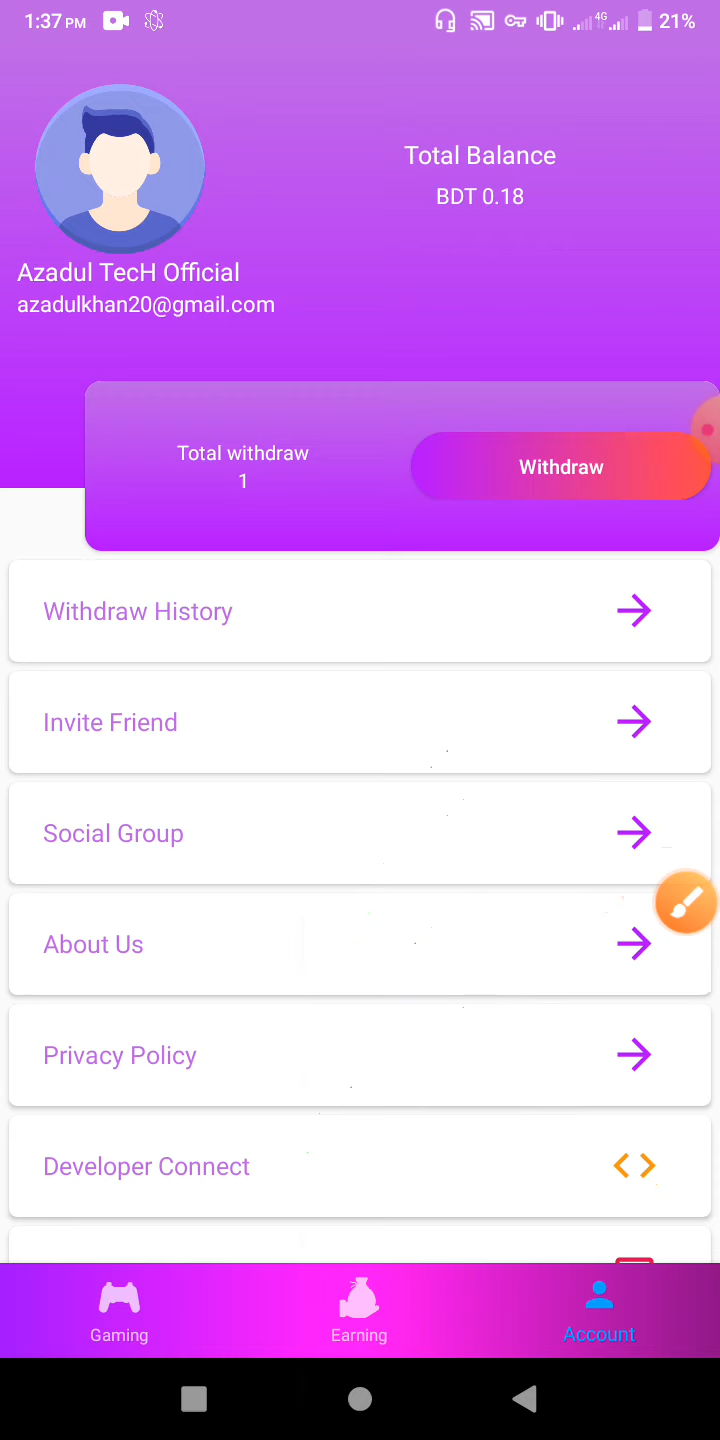 1:37 PM
4G
21%
Total Balance
BDT 0.18
Azadul TecH Official
azadulkhan20@gmail.com
Total withdraw
1
Withdraw
Withdraw History
Invite Friend
Social Group
About Us
Privacy Policy
Developer Connect
Gaming
Earning
Account